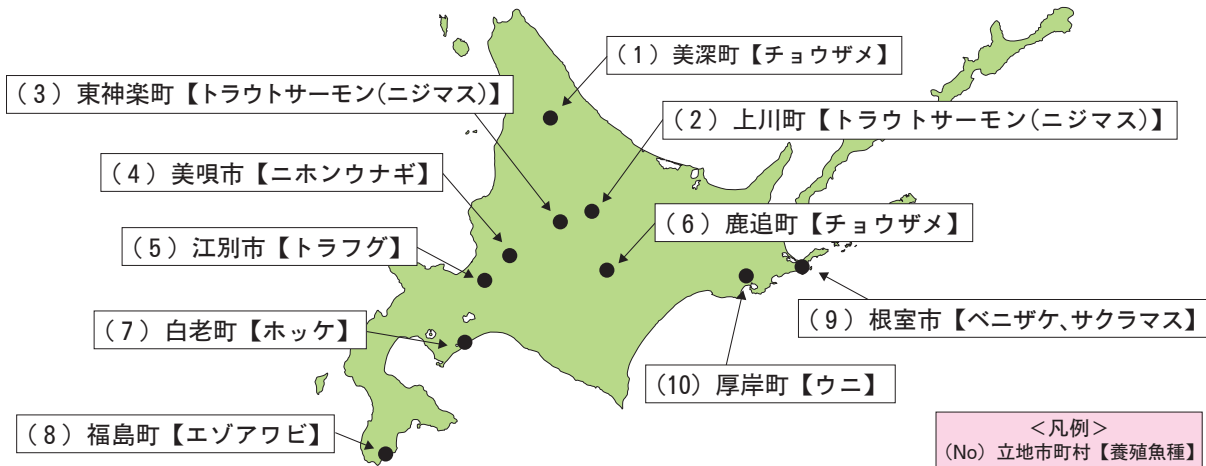 (1)美深町【チョウザメ】
(3)東神楽町【トラウトサーモン(ニジマス)】
(2)上川町【トラウトサーモン(ニジマス)】
(4)美唄市【ニホンウナギ】
(6)鹿追町【チョウザメ】
(5)江別市【トラフグ】
(7)白老町【ホッケ】
(9)根室市【ベニザケ、サクラマス】
(10)厚岸町【ウニ】
(8)福島町【エゾアワビ】
<凡例>
(No)立地市町村【養殖魚種】